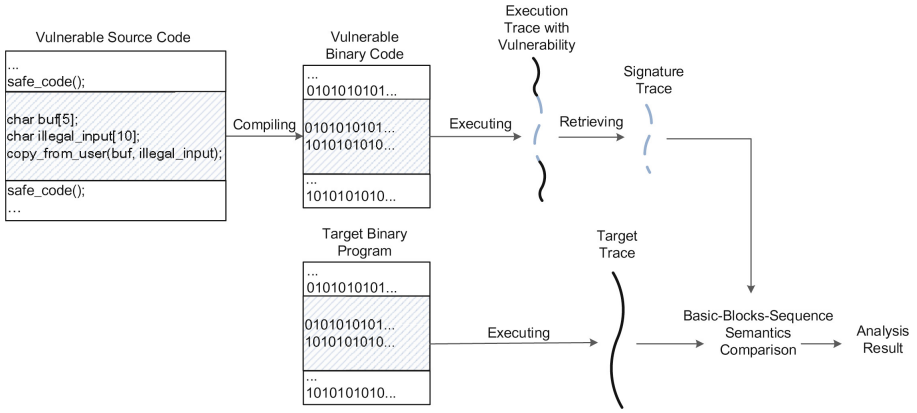 Vulnerable Source Code
...
safe_code();
char buf[5];
char illegal_input[10];
copy_from_user(buf, illegal_input);
safe_code();
...
Compiling
Vulnerable
Binary Code
...
0101010101...
0101010101...
1010101010...
...
1010101010...
Executing
Execution
Trace with
Vulnerability
Retrieving
Signature
Trace
Target Binary
Program
...
0101010101...
0101010101...
1010101010...
...
1010101010...
Executing
Target
Trace
Basic-Blocks-Sequence
Semantics
Comparison
Analysis
Result